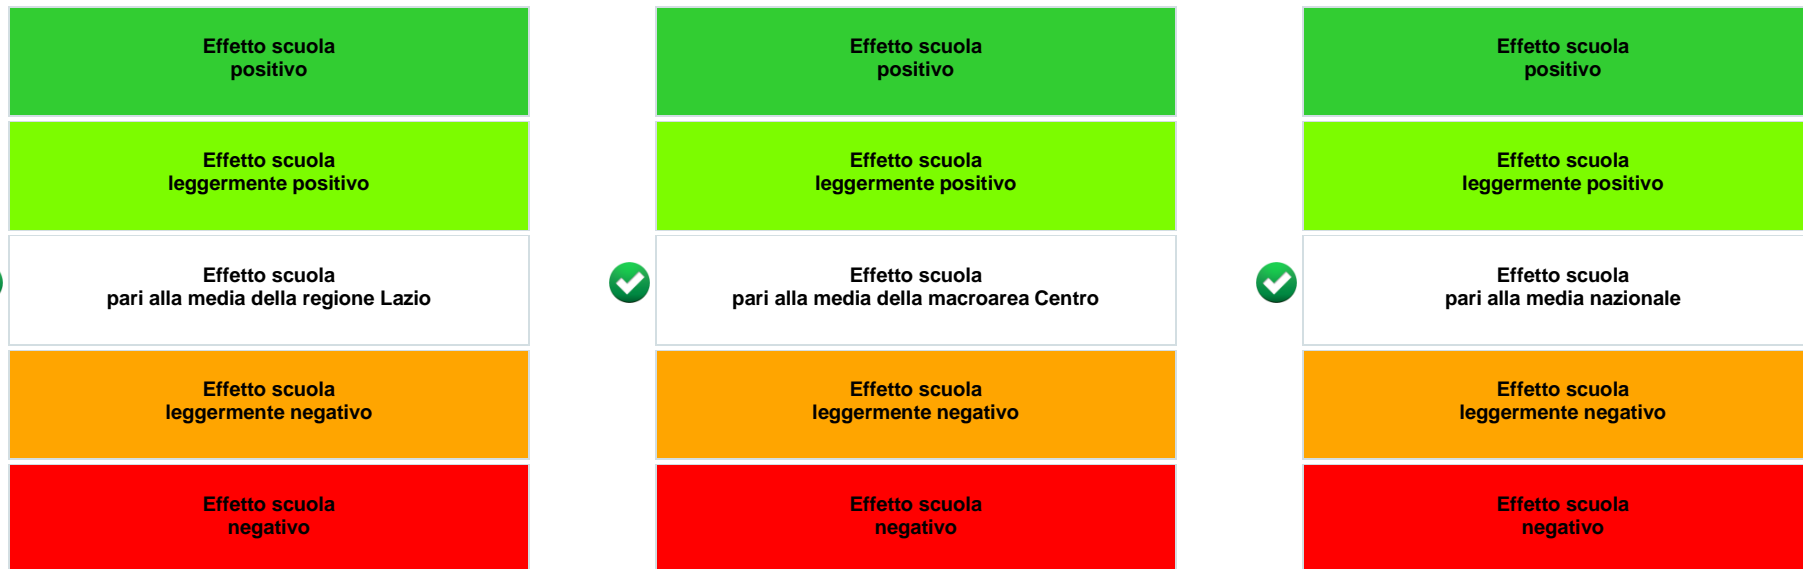 Effetto scuola
positivo
Effetto scuola
leggermente positivo
Effetto scuola
pari alla media della regione Lazio
Effetto scuola
leggermente negativo
Effetto scuola
negativo
Effetto scuola
positivo
Effetto scuola
leggermente positivo
Effetto scuola
pari alla media della macroarea Centro
Effetto scuola
leggermente negativo
Effetto scuola
negativo
Effetto scuola
positivo
Effetto scuola
leggermente positivo
Effetto scuola
pari alla media nazionale
Effetto scuola
leggermente negativo
Effetto scuola
negativo